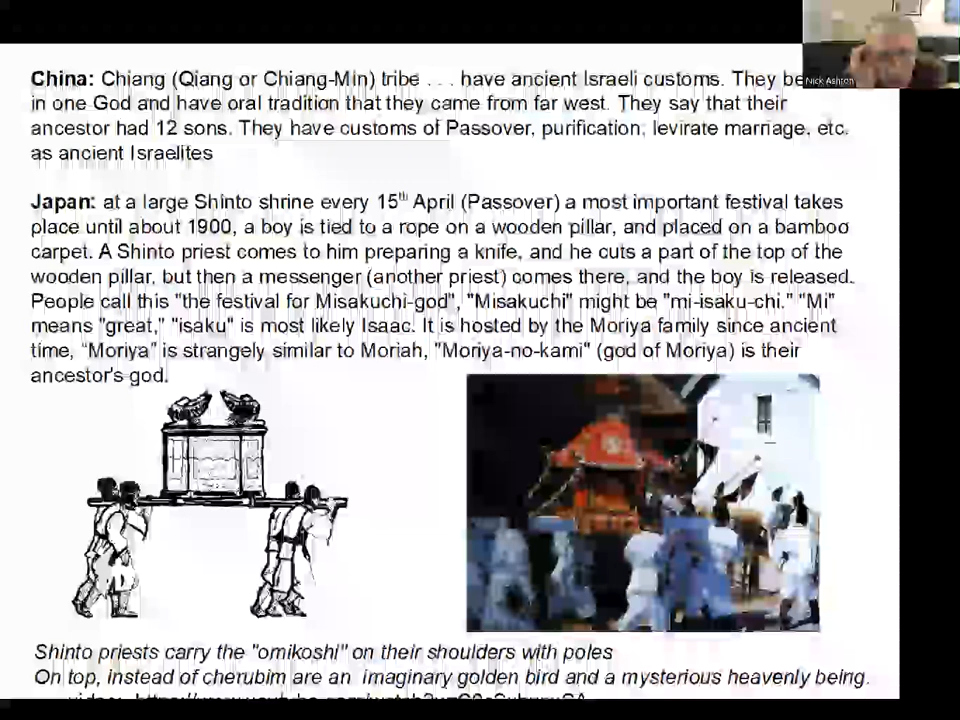 China: Chiang (Qiang or Chiang-Min) tribe . . . have ancient Israeli customs. They be
Nick Ashton
in one God and have oral tradition that they came from far west. They say that their
ancestor had 12 sons. They have customs of Passover, purification, levirate marriage, etc.
as ancient Israelites
Japan: at a large Shinto shrine every 15th April (Passover) a most important festival takes
place until about 1900, a boy is tied to a rope on a wooden pillar, and placed on a bamboo
carpet. A Shinto priest comes to him preparing a knife, and he cuts a part of the top of the
wooden pillar, but then a messenger (another priest) comes there, and the boy is released.
People call this "the festival for Misakuchi-god", "Misakuchi" might be "mi-isaku-chi." "Mi"
means "great," "isaku" is most likely Isaac. It is hosted by the Moriya family since ancient
time, "Moriya" is strangely similar to Moriah, "Moriya-no-kami" (god of Moriya) is their
ancestor's god.
Shinto priests carry the "omikoshi" on their shoulders with poles
On top, instead of cherubim are an imaginary golden bird and a mysterious heavenly being.